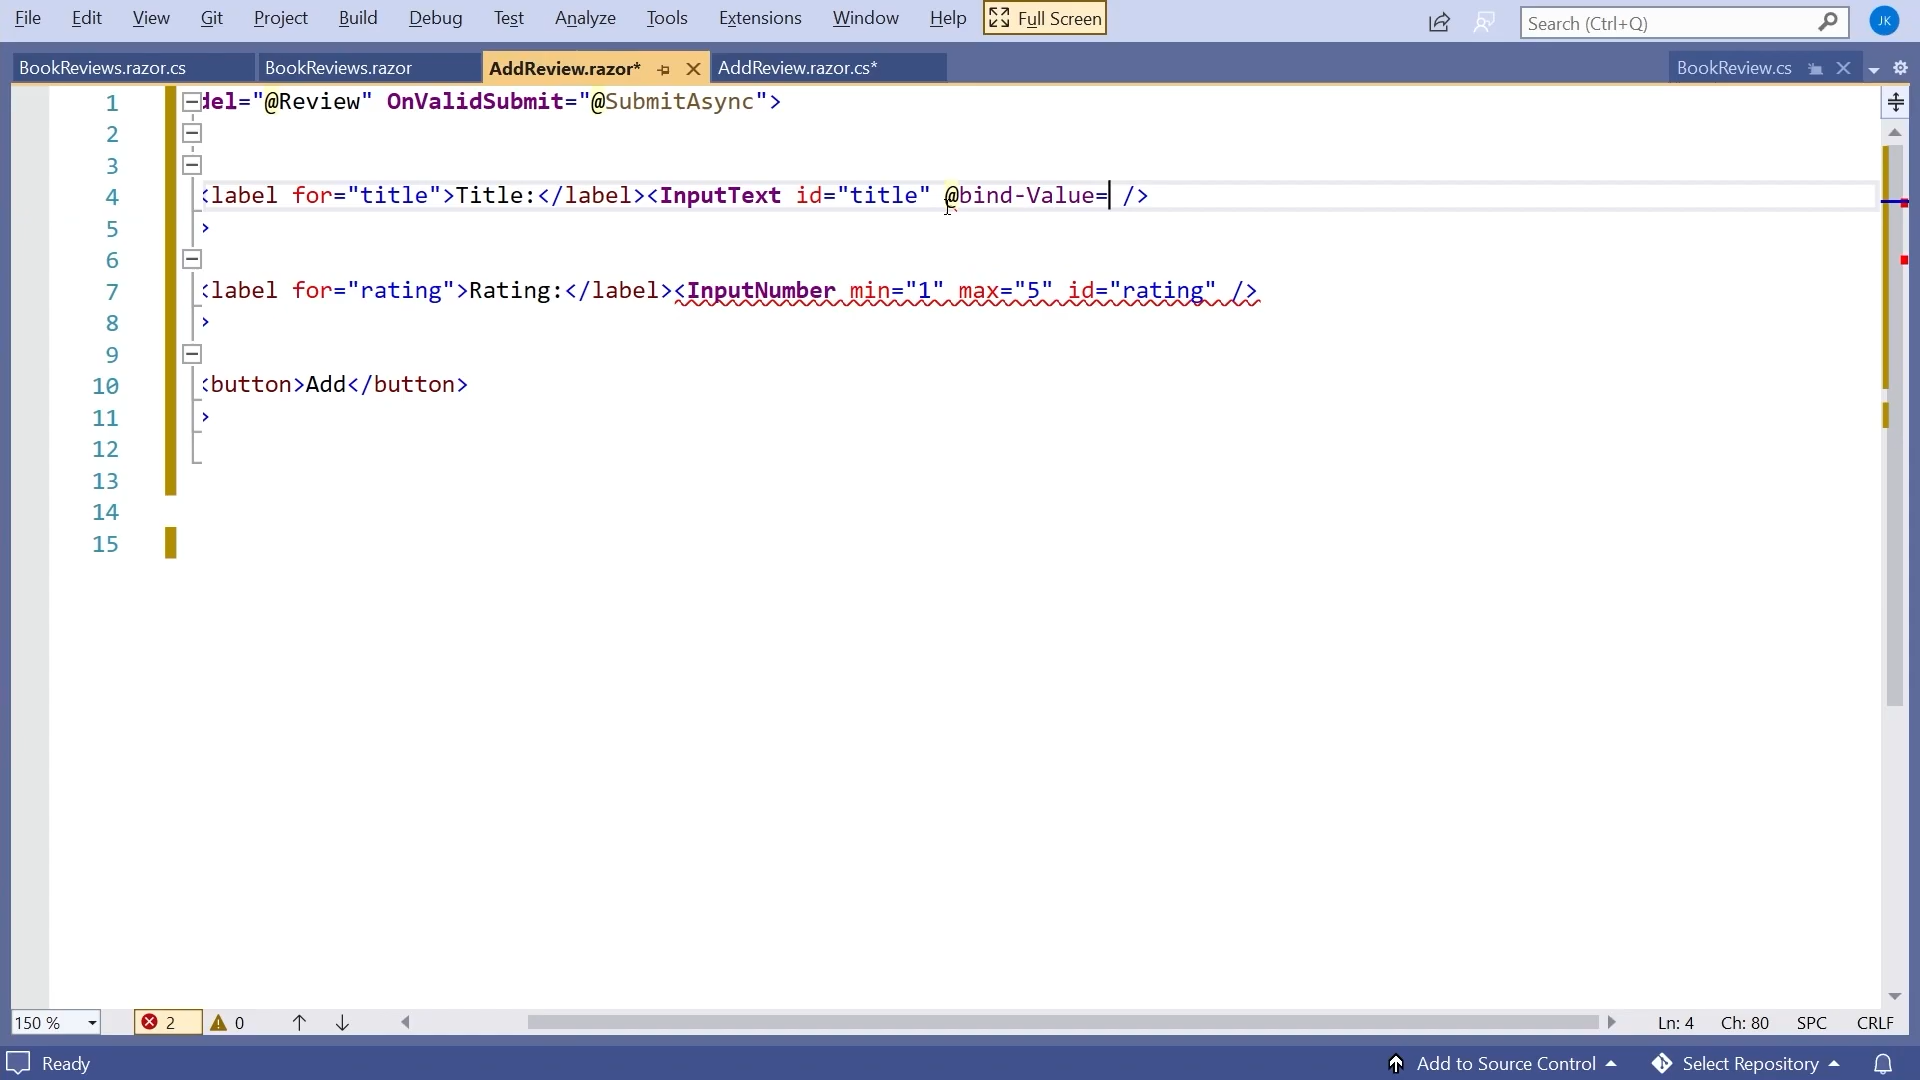 File Edit View Git Project Build Debug Test Analyze Tools Extensions Window Help Full Screen Search (Ctrl+Q) JK
BookReviews.razor.cs BookReviews.razor AddReview.razor* AddReview.razor.cs* BookReview.cs
1 del="@Review" OnValidSubmit="@SubmitAsync">
2
3
4 <label for="title">Title:</label><InputText id="title" @bind-Value= />
5 >
6
7 <label for="rating">Rating:</label><InputNumber min="1" max="5" id="rating" />
8 >
9
10 <button>Add</button>
11 >
12
13
14
15
150 % 2 0 Ln: 4 Ch: 80 SPC CRLF
Ready Add to Source Control Select Repository